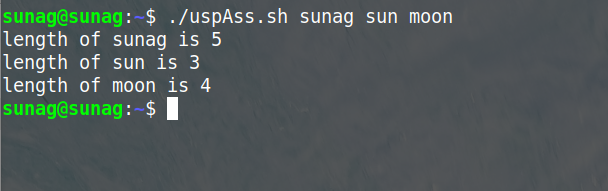 sunag@sunag:~$ ./uspAss.sh sunag sun moon
length of sunag is 5
length of sun is 3
length of moon is 4
sunag@sunag:~$